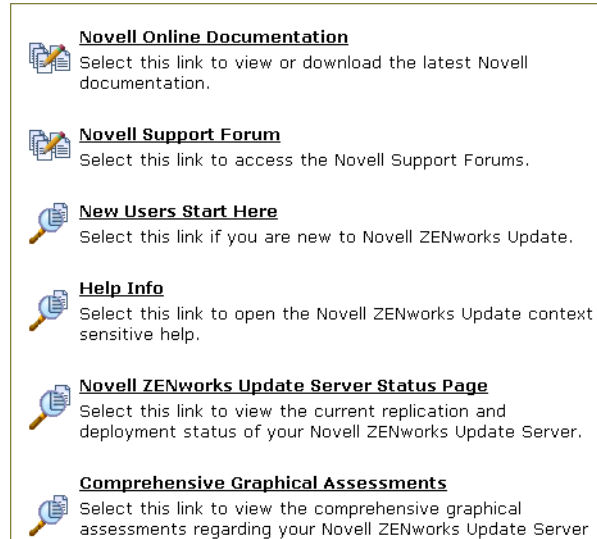 Novell Online Documentation
Select this link to view or download the latest Novell
documentation.
Novell Support Forum
Select this link to access the Novell Support Forums.
New Users Start Here
Select this link if you are new to Novell ZENworks Update.
Help Info
Select this link to open the Novell ZENworks Update context
sensitive help.
Novell ZENworks Update Server Status Page
Select this link to view the current replication and
deployment status of your Novell ZENworks Update Server.
Comprehensive Graphical Assessments
Select this link to view the comprehensive graphical
assessments regarding your Novell ZENworks Update Server